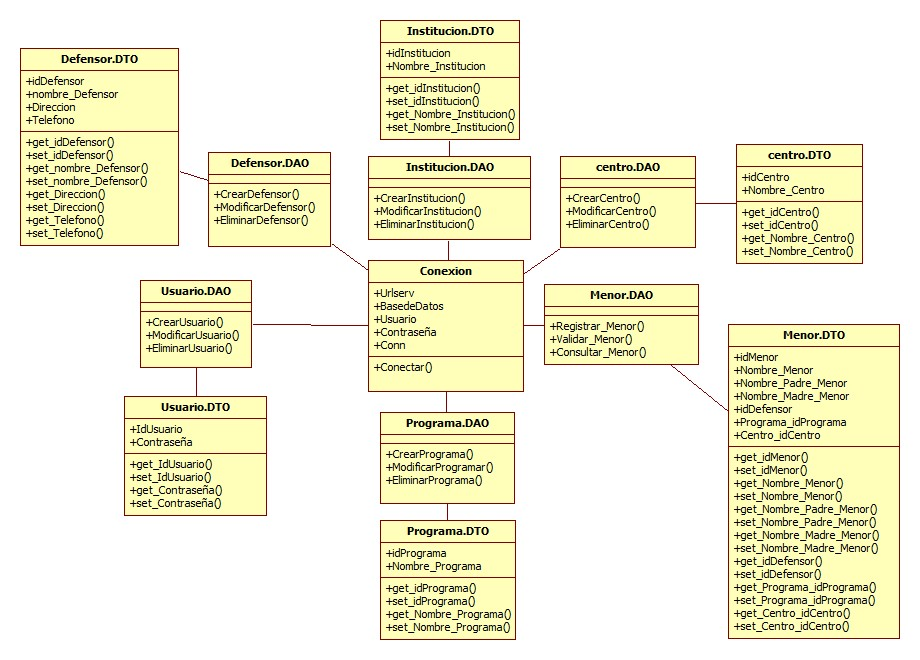 Institucion.DTO
+idInstitucion
+Nombre_Institucion
+get_idInstitucion()
+set_idInstitucion()
+get_Nombre_Institucion()
+set_Nombre_Institucion()
Defensor.DTO
+idDefensor
+nombre_Defensor
+Direccion
+Telefono
+get_idDefensor()
+set_idDefensor()
+get_nombre_Defensor()
+set_nombre_Defensor()
+get_Direccion()
+set_Direccion()
+get_Telefono()
+set_Telefono()
Defensor.DAO
+CrearDefensor()
+ModificarDefensor()
+EliminarDefensor()
Institucion.DAO
+CrearInstitucion()
+ModificarInstitucion()
+EliminarInstitucion()
centro.DAO
+CrearCentro()
+ModificarCentro()
+EliminarCentro()
centro.DTO
+idCentro
+Nombre_Centro
+get_idCentro()
+set_idCentro()
+get_Nombre_Centro()
+set_Nombre_Centro()
Conexion
+Urlserv
+BasedeDatos
+Usuario
+Contraseña
+Conn
+Conectar()
Usuario.DAO
+CrearUsuario()
+ModificarUsuario()
+EliminarUsuario()
Menor.DAO
+Registrar_Menor()
+Validar_Menor()
+Consultar_Menor()
Menor.DTO
+idMenor
+Nombre_Menor
+Nombre_Padre_Menor
+Nombre_Madre_Menor
+idDefensor
+Programa_idPrograma
+Centro_idCentro
+get_idMenor()
+set_idMenor()
+get_Nombre_Menor()
+set_Nombre_Menor()
+get_Nombre_Padre_Menor()
+set_Nombre_Padre_Menor()
+get_Nombre_Madre_Menor()
+set_Nombre_Madre_Menor()
+get_idDefensor()
+set_idDefensor()
+get_Programa_idPrograma()
+set_Programa_idPrograma()
+get_Centro_idCentro()
+set_Centro_idCentro()
Usuario.DTO
+IdUsuario
+Contraseña
+get_IdUsuario()
+set_IdUsuario()
+get_Contraseña()
+set_Contraseña()
Programa.DAO
+CrearPrograma()
+ModificarProgramar()
+EliminarPrograma()
Programa.DTO
+idPrograma
+Nombre_Programa
+get_idPrograma()
+set_idPrograma()
+get_Nombre_Programa()
+set_Nombre_Programa()